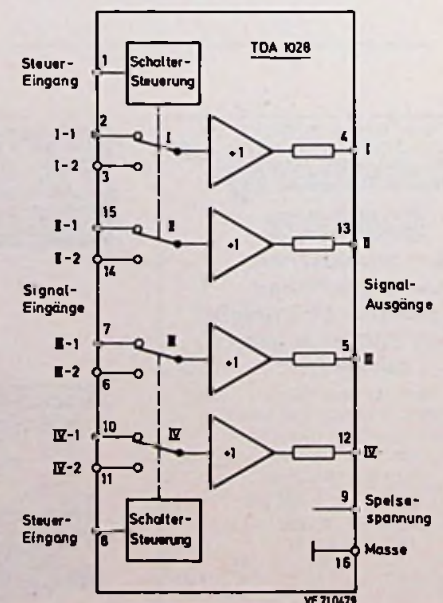 TDA 1028
1
Steuer-
Eingang
Schalter-
Steuerung
2
I-1
I
+1
4
I
I-2
3
15
II-1
II
+1
13
II
II-2
14
Signal-
Eingänge
Signal-
Ausgänge
7
III-1
III
+1
5
III
III-2
6
10
IV-1
IV
+1
12
IV
IV-2
11
9
Speise-
spannung
Steuer-
Eingang
8
Schalter-
Steuerung
Masse
16
VF 710479